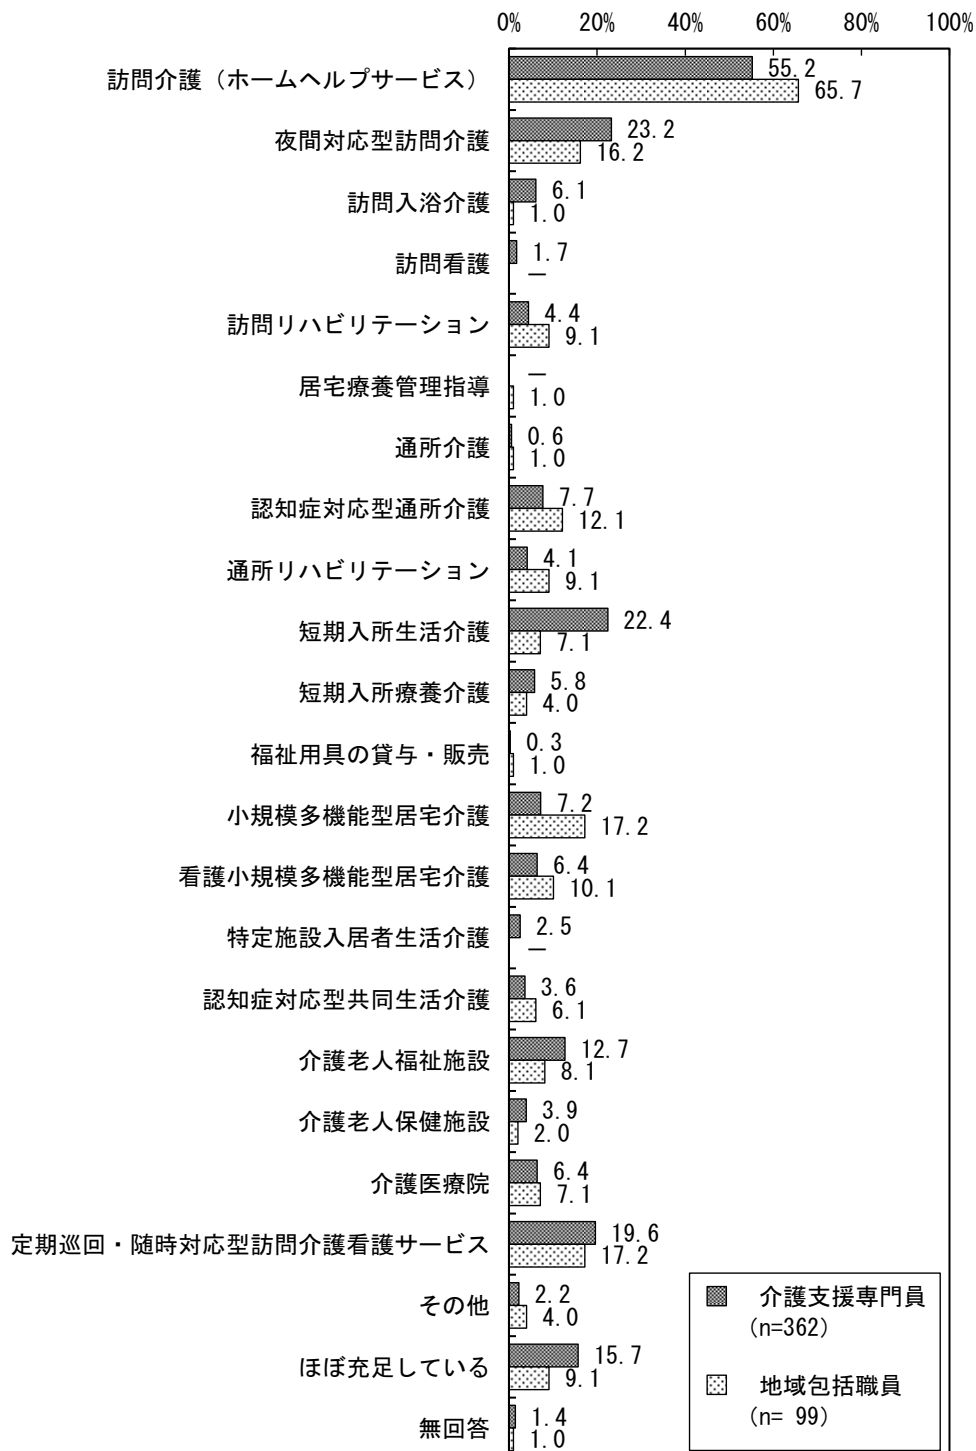 0% 20% 40% 60% 80% 100%
訪問介護（ホームヘルプサービス） 55.2
65.7
夜間対応型訪問介護 23.2
16.2
訪問入浴介護 6.1
1.0
訪問看護 1.7
－
訪問リハビリテーション 4.4
9.1
居宅療養管理指導 －
1.0
通所介護 0.6
1.0
認知症対応型通所介護 7.7
12.1
通所リハビリテーション 4.1
9.1
短期入所生活介護 22.4
7.1
短期入所療養介護 5.8
4.0
福祉用具の貸与・販売 0.3
1.0
小規模多機能型居宅介護 7.2
17.2
看護小規模多機能型居宅介護 6.4
10.1
特定施設入居者生活介護 2.5
－
認知症対応型共同生活介護 3.6
6.1
介護老人福祉施設 12.7
8.1
介護老人保健施設 3.9
2.0
介護医療院 6.4
7.1
定期巡回・随時対応型訪問介護看護サービス 19.6
17.2
その他 2.2
4.0
ほぼ充足している 15.7
9.1
無回答 1.4
1.0
介護支援専門員
(n=362)
地域包括職員
(n= 99)